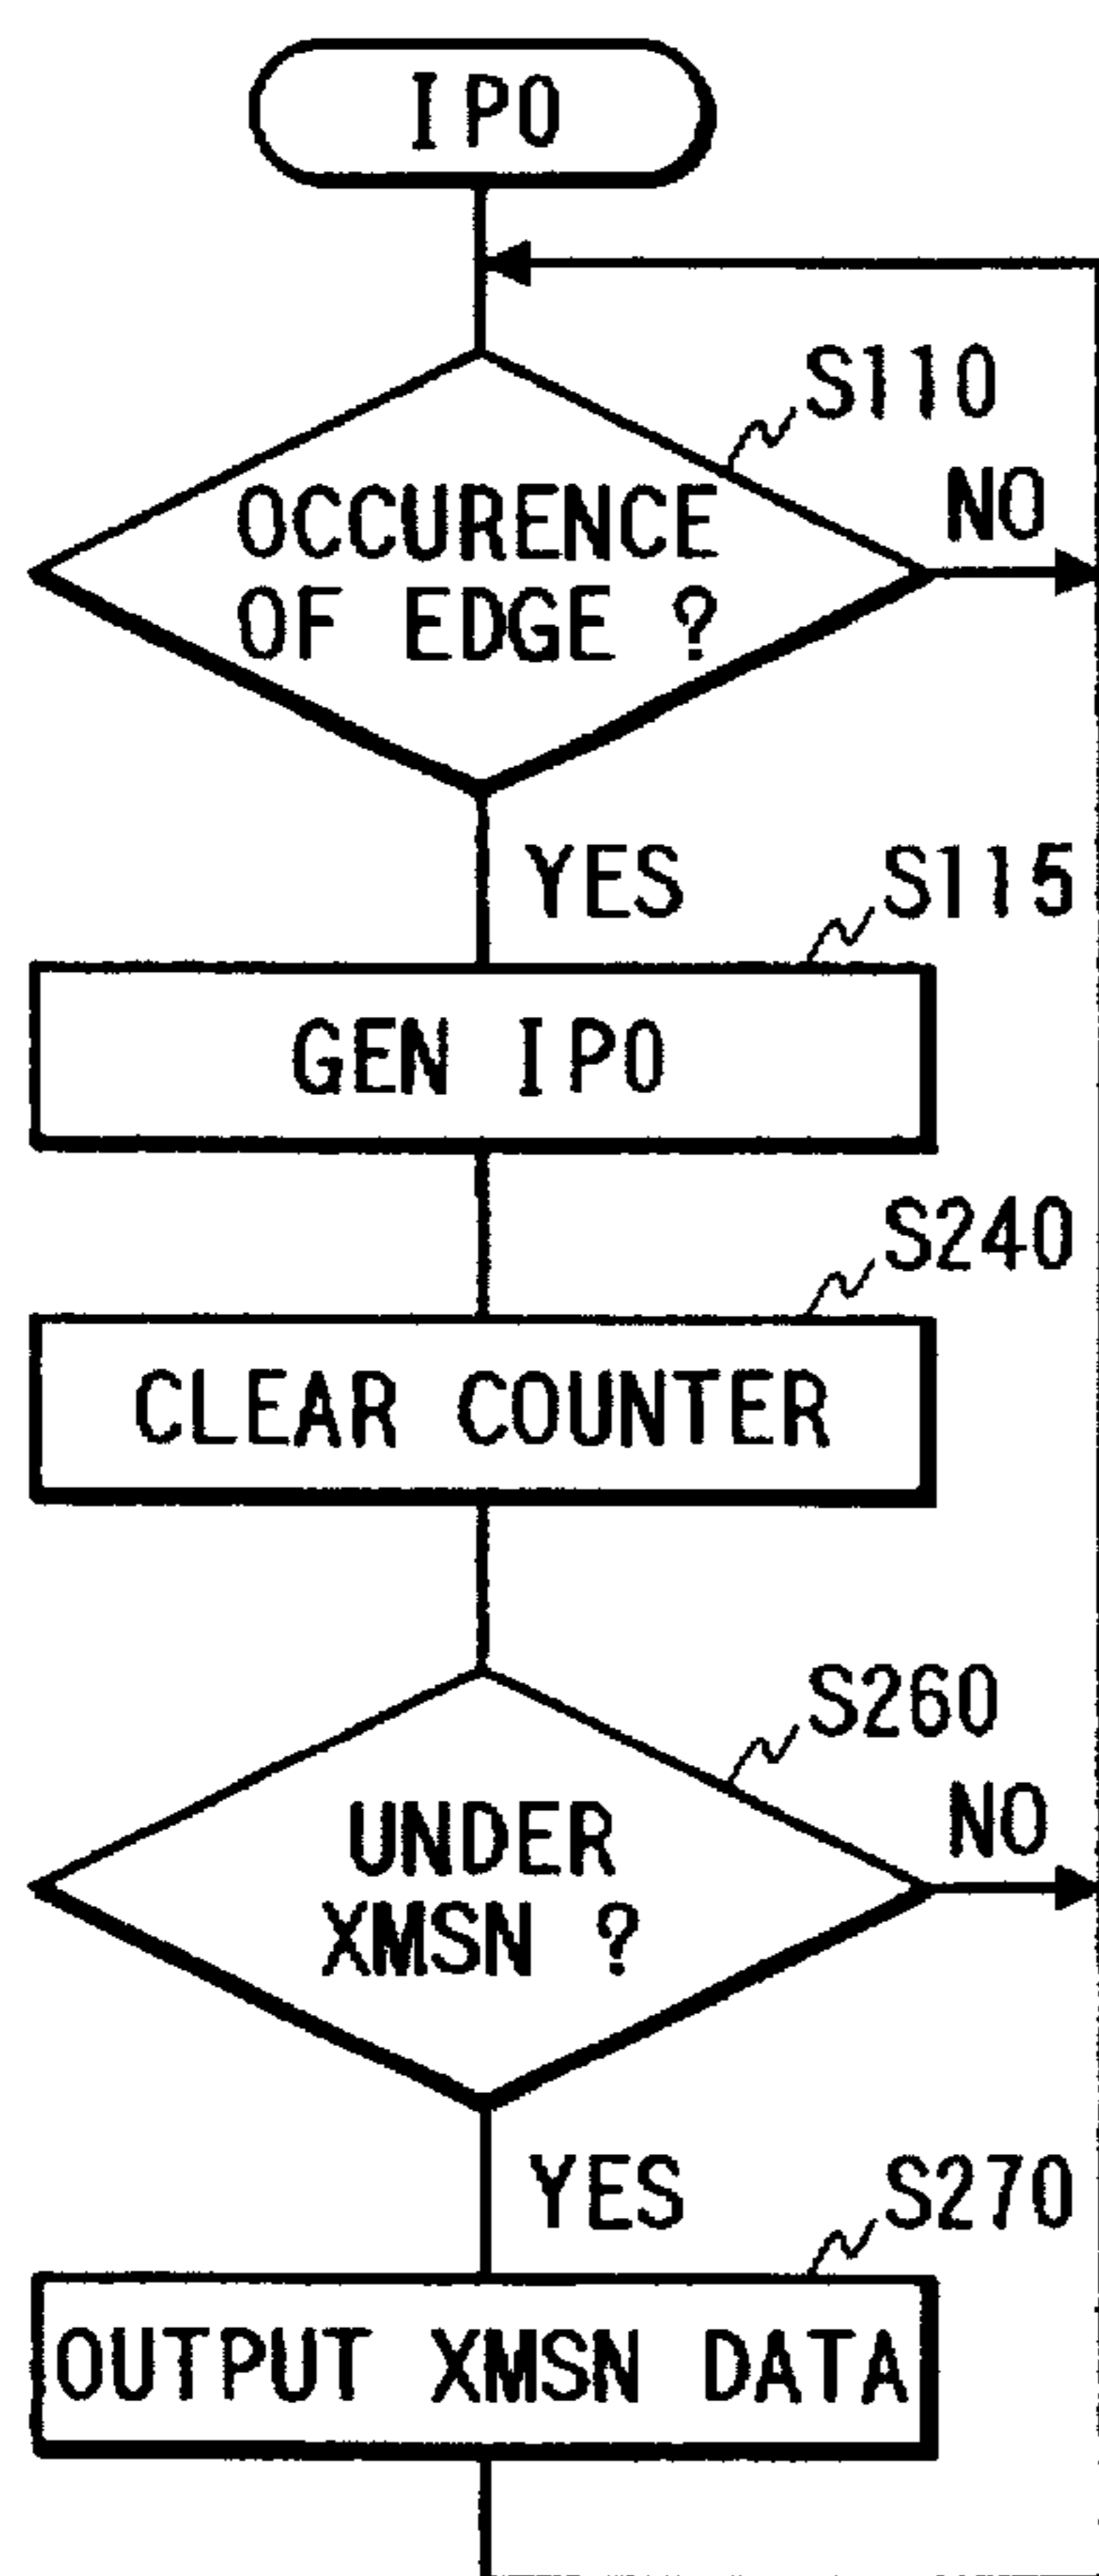 IP0
S110
OCCURENCE
OF EDGE ?
NO
YES
S115
GEN IP0
S240
CLEAR COUNTER
S260
UNDER
XMSN ?
NO
YES
S270
OUTPUT XMSN DATA